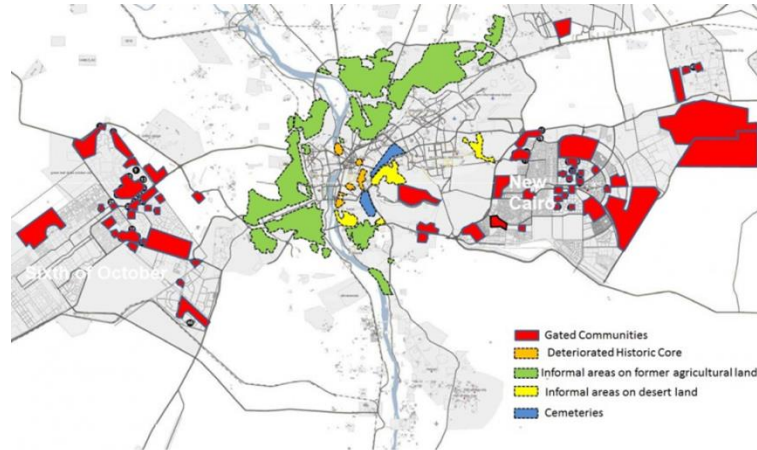 New
Cairo
Sixth of October
Gated Communities
Deteriorated Historic Core
Informal areas on former agricultural land
Informal areas on desert land
Cemeteries